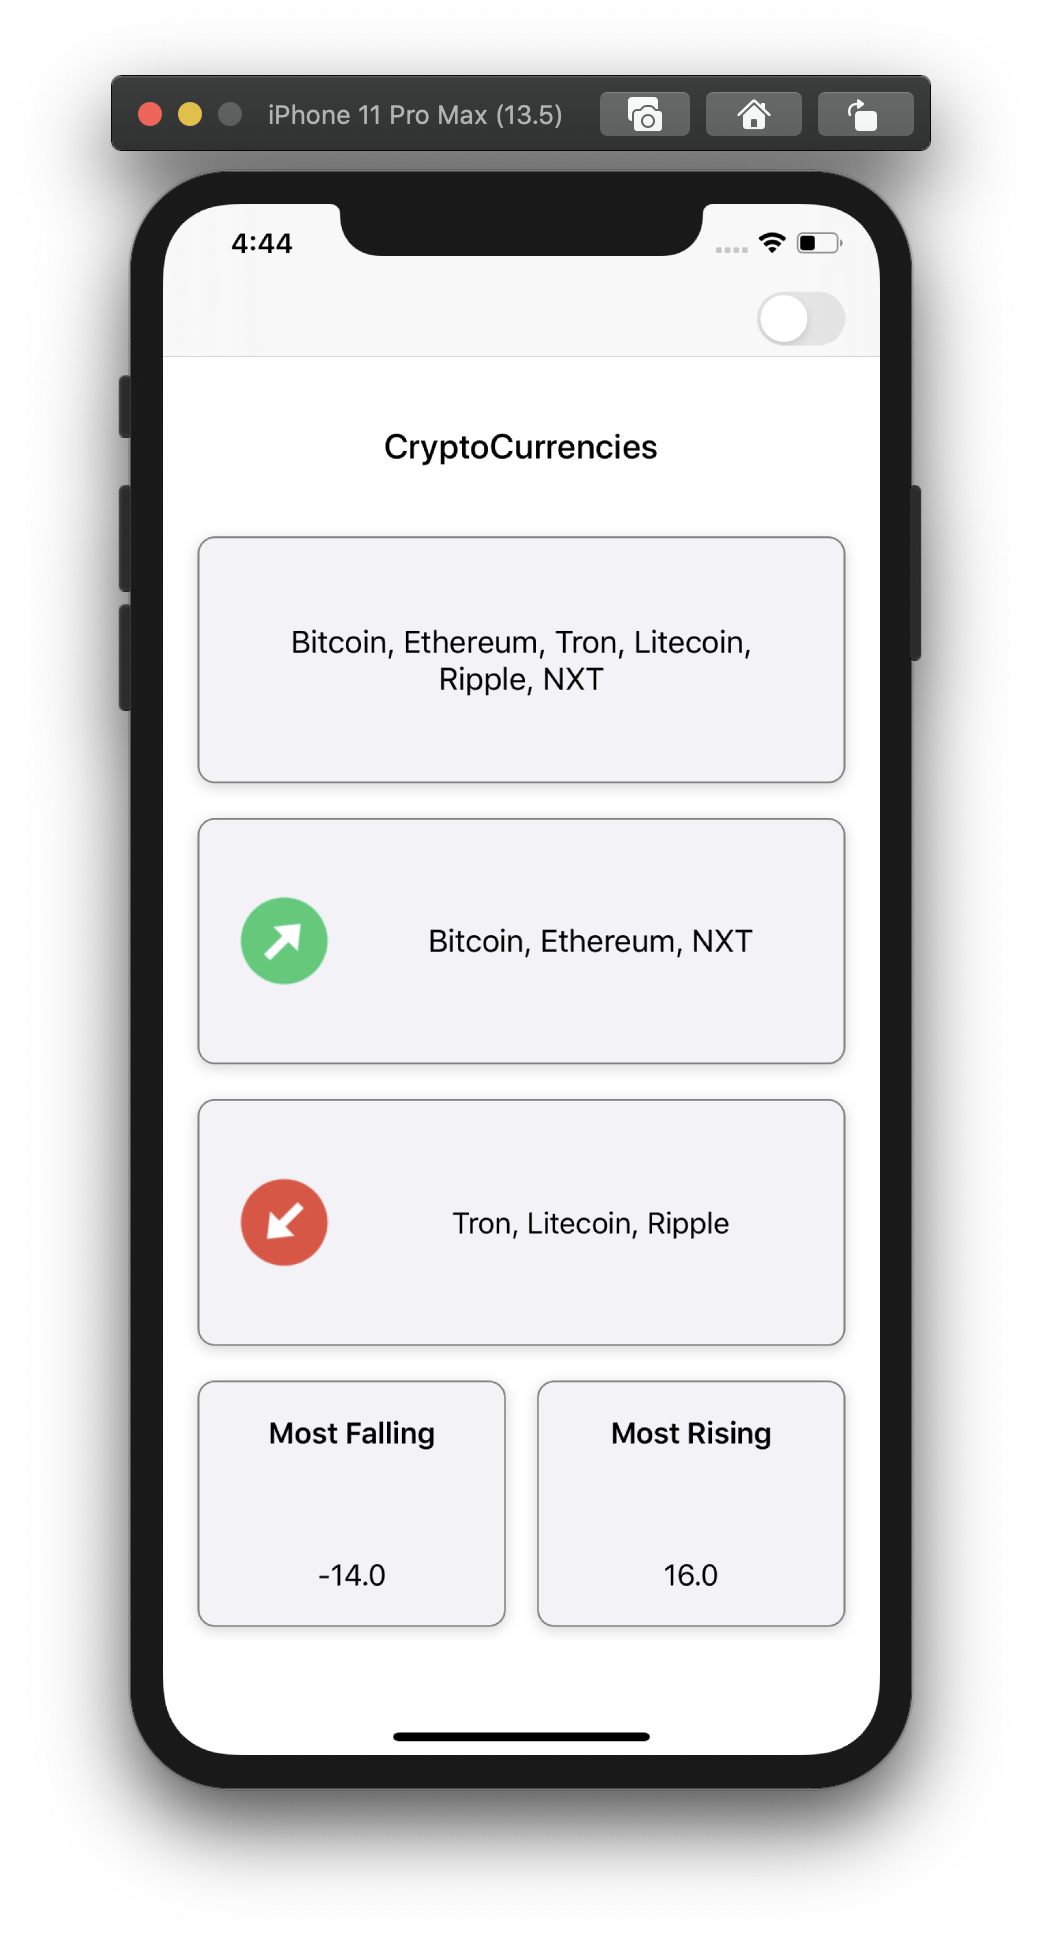 iPhone 11 Pro Max (13.5)
4:44
CryptoCurrencies
Bitcoin, Ethereum, Tron, Litecoin,
Ripple, NXT
Bitcoin, Ethereum, NXT
Tron, Litecoin, Ripple
Most Falling
-14.0
Most Rising
16.0